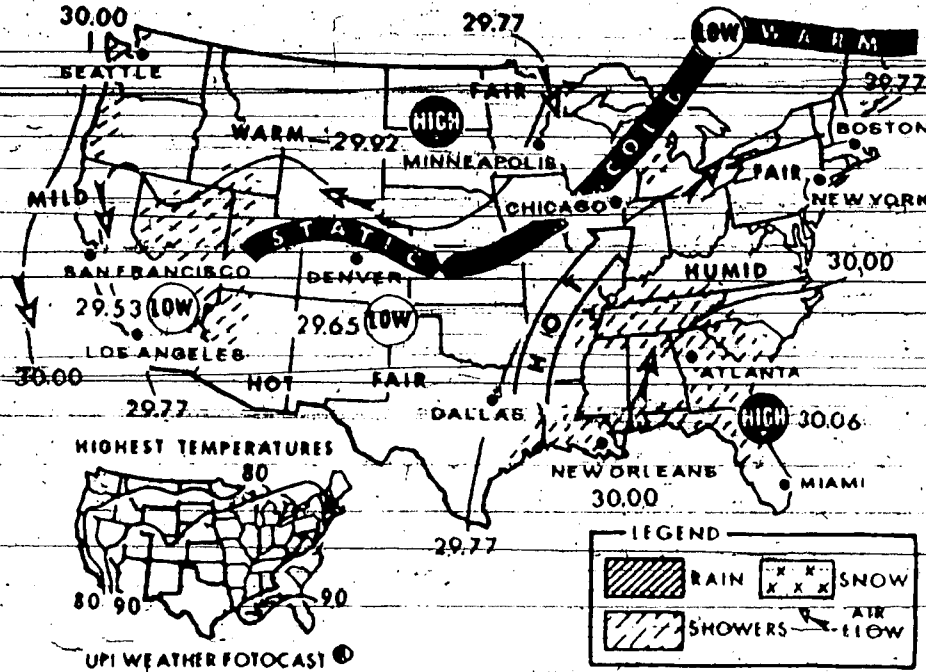 30.00
29.77
LOW
WARM
SEATTLE
FAIR
29.77
HIGH
COLD
WARM
29.92
BOSTON
MINNEAPOLIS
FAIR
MILD
CHICAGO
NEW YORK
STATIC
SAN FRANCISCO
DENVER
HUMID
30.00
29.53
LOW
29.65
LOW
HOT
LOS ANGELES
ATLANTA
30.00
HOT
FAIR
29.77
DALLAS
HIGH
30.06
HIGHEST TEMPERATURES
80
NEW ORLEANS
MIAMI
30.00
29.77
LEGEND
RAIN
SNOW
80
90
90
SHOWERS
AIR
FLOW
UPI WEATHER FOTOCAST